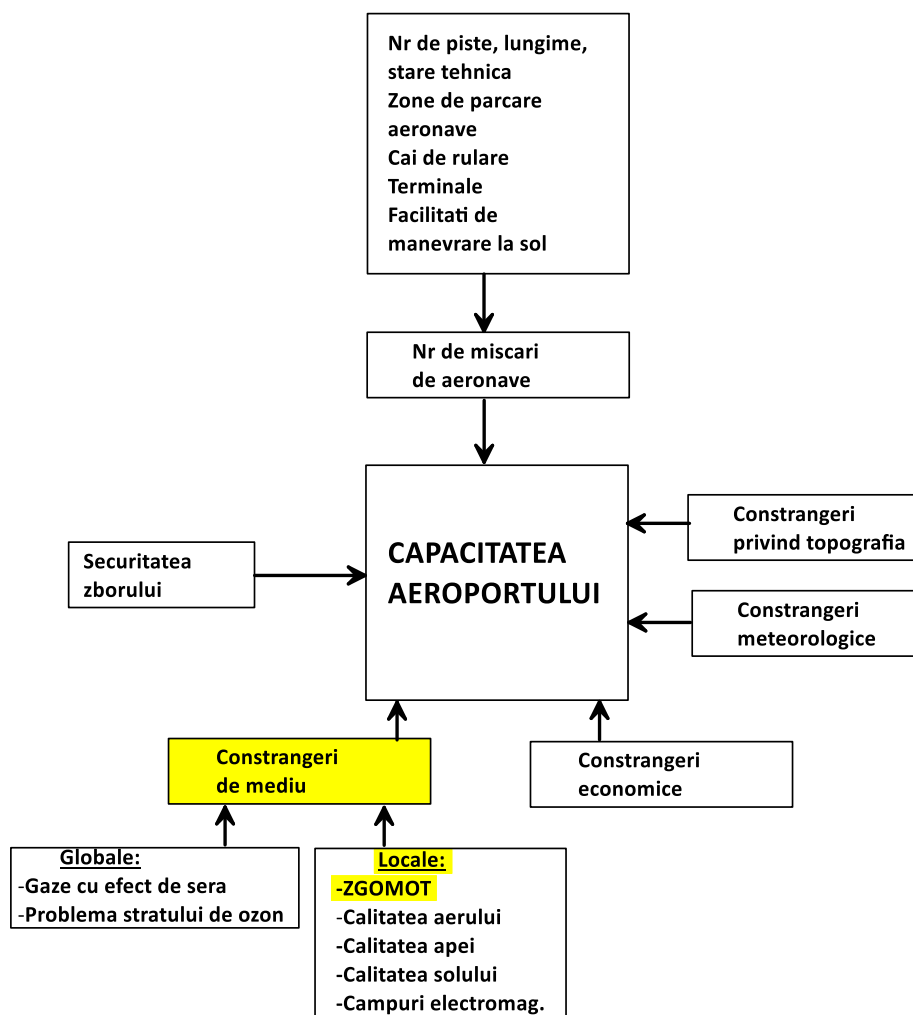 Nr de piste, lungime,
stare tehnica
Zone de parcare
aeronave
Cai de rulare
Terminale
Facilitati de
manevrare la sol
Nr de miscari
de aeronave
CAPACITATEA
AEROPORTULUI
Constrangeri
privind topografia
Securitatea
zborului
Constrangeri
meteorologice
Constrangeri
de mediu
Constrangeri
economice
Globale:
-Gaze cu efect de sera
-Problema stratului de ozon
Locale:
-ZGOMOT
-Calitatea aerului
-Calitatea apei
-Calitatea solului
-Campuri electromag.